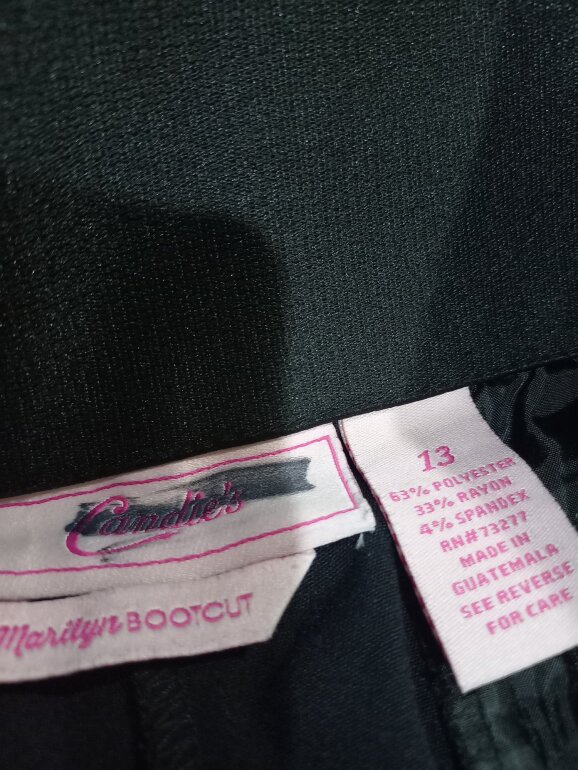 Candie's
Marilyn BOOTCUT
13
63% POLYESTER
33% RAYON
4% SPANDEX
RN#73277
MADE IN
GUATEMALA
SEE REVERSE
FOR CARE